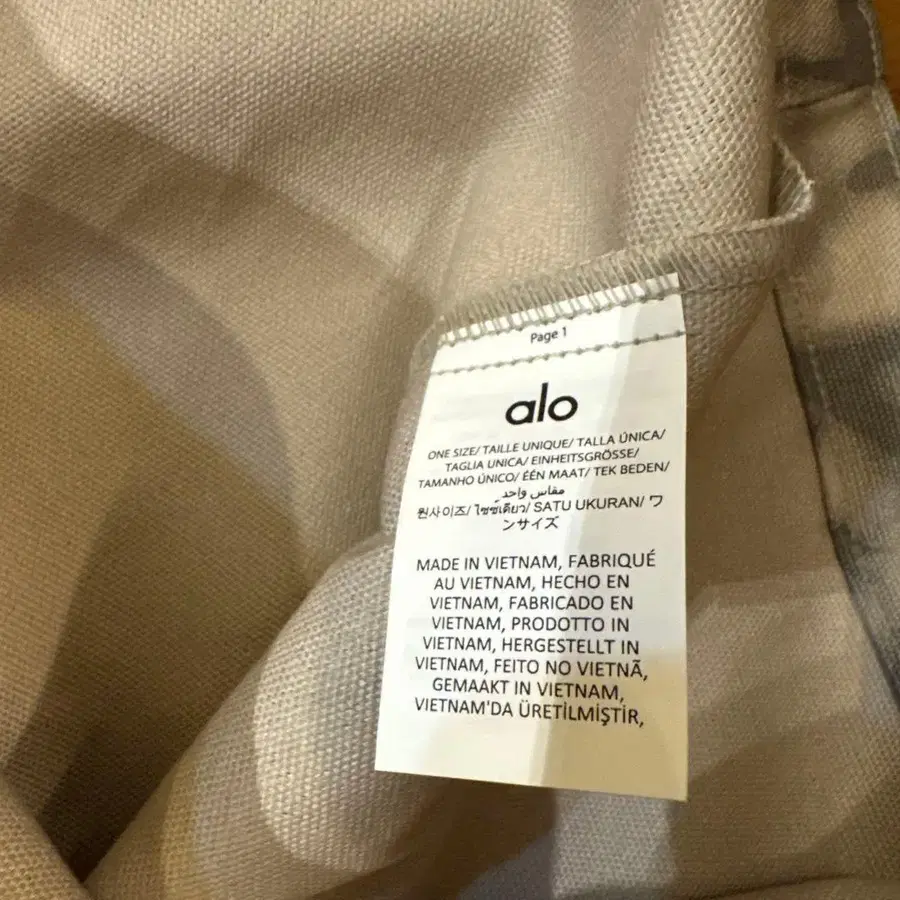 Page 1
alo
ONE SIZE/ TAILLE UNIQUE/ TALLA ÚNICA/
TAGLIA UNICA/ EINHEITSGRÖSSE/
TAMANHO ÚNICO/ ÉÉN MAAT/ TEK BEDEN/
مقاس واحد
원사이즈/ ไซซ์เดียว/ SATU UKURAN/ ワ
ンサイズ
MADE IN VIETNAM, FABRIQUÉ
AU VIETNAM, HECHO EN
VIETNAM, FABRICADO EN
VIETNAM, PRODOTTO IN
VIETNAM, HERGESTELLT IN
VIETNAM, FEITO NO VIETNÃ,
GEMAAKT IN VIETNAM,
VIETNAM'DA ÜRETİLMİŞTİR,